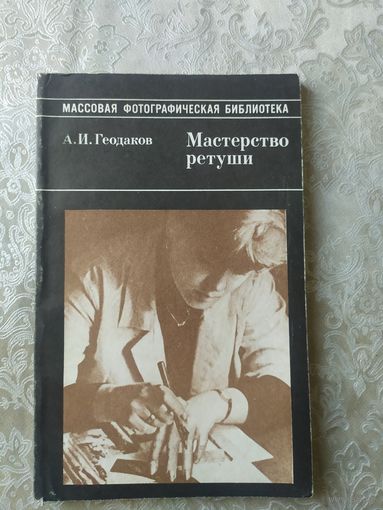 МАССОВАЯ ФОТОГРАФИЧЕСКАЯ БИБЛИОТЕКА
А.И.Геодаков Мастерство
ретуши